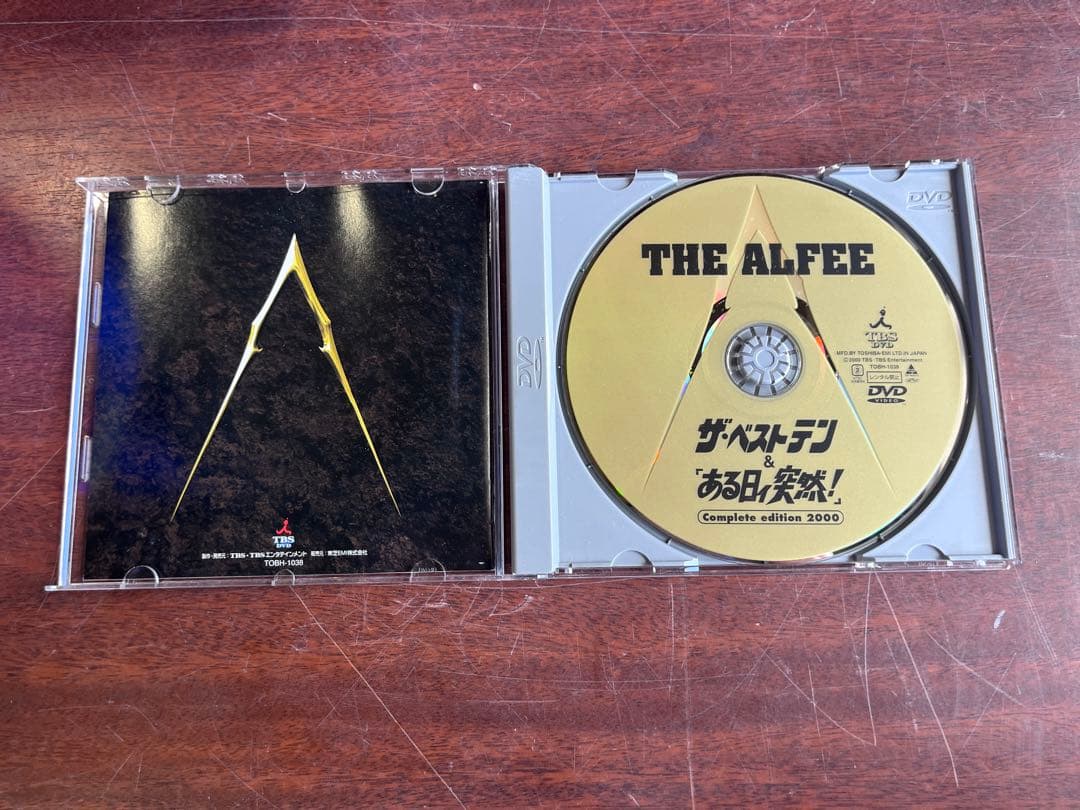 TBS
DVD
製作・発売元：TBS・TBSエンタテインメント 販売元：東芝EMI株式会社
TOBH-1038
DVD
DVD
THE ALFEE
TBS
DVD
MFD.BY TOSHIBA-EMI LTD.IN JAPAN
©2000 TBS・TBS Entertainment
TOBH-1038
2
レンタル禁止
DVD
VIDEO
ザ・ベストテン
&
「ある日ィ突然!」
Complete edition 2000